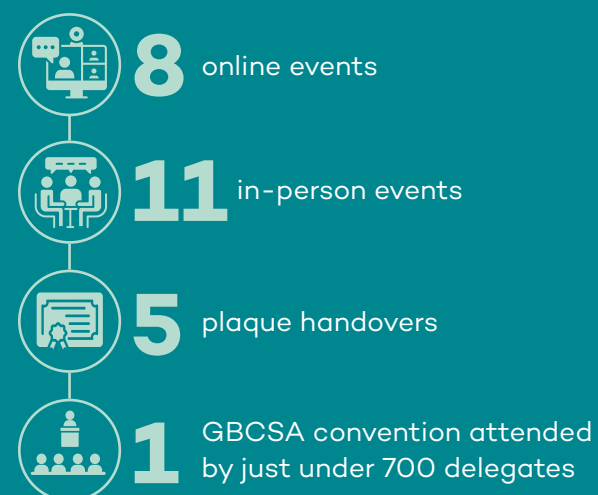 8 online events
11 in-person events
5 plaque handovers
1 GBCSA convention attended
by just under 700 delegates